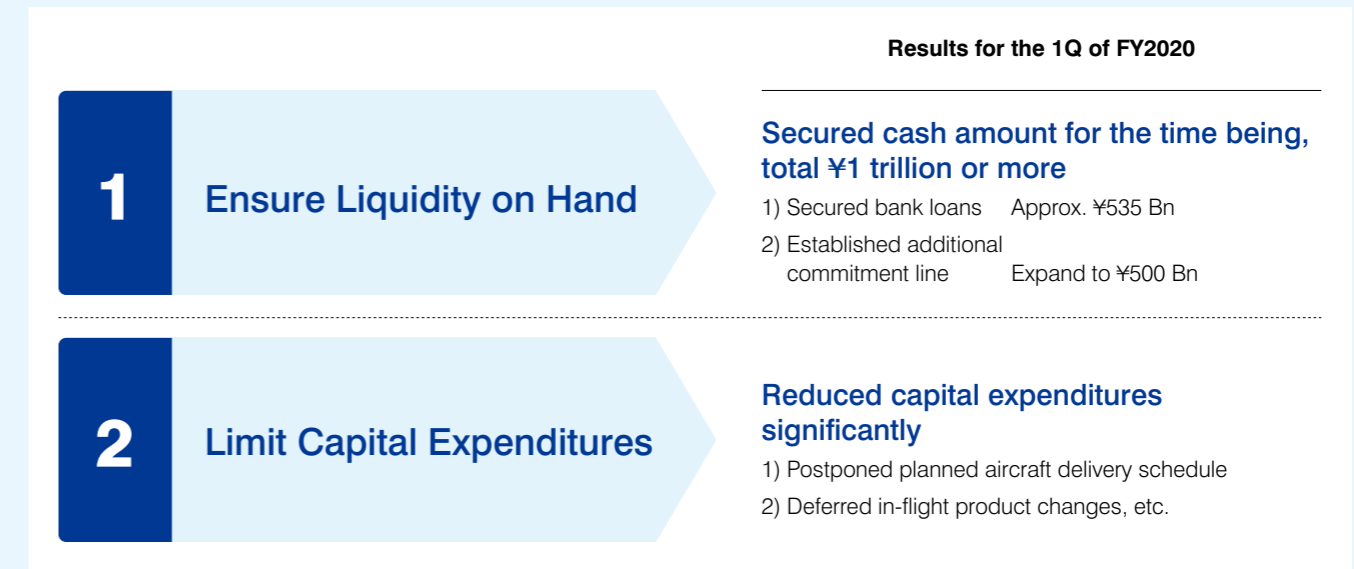 Results for the 1Q of FY2020
1
Ensure Liquidity on Hand
Secured cash amount for the time being,
total ¥1 trillion or more
1) Secured bank loans Approx. ¥535 Bn
2) Established additional
commitment line Expand to ¥500 Bn
2
Limit Capital Expenditures
Reduced capital expenditures
significantly
1) Postponed planned aircraft delivery schedule
2) Deferred in-flight product changes, etc.